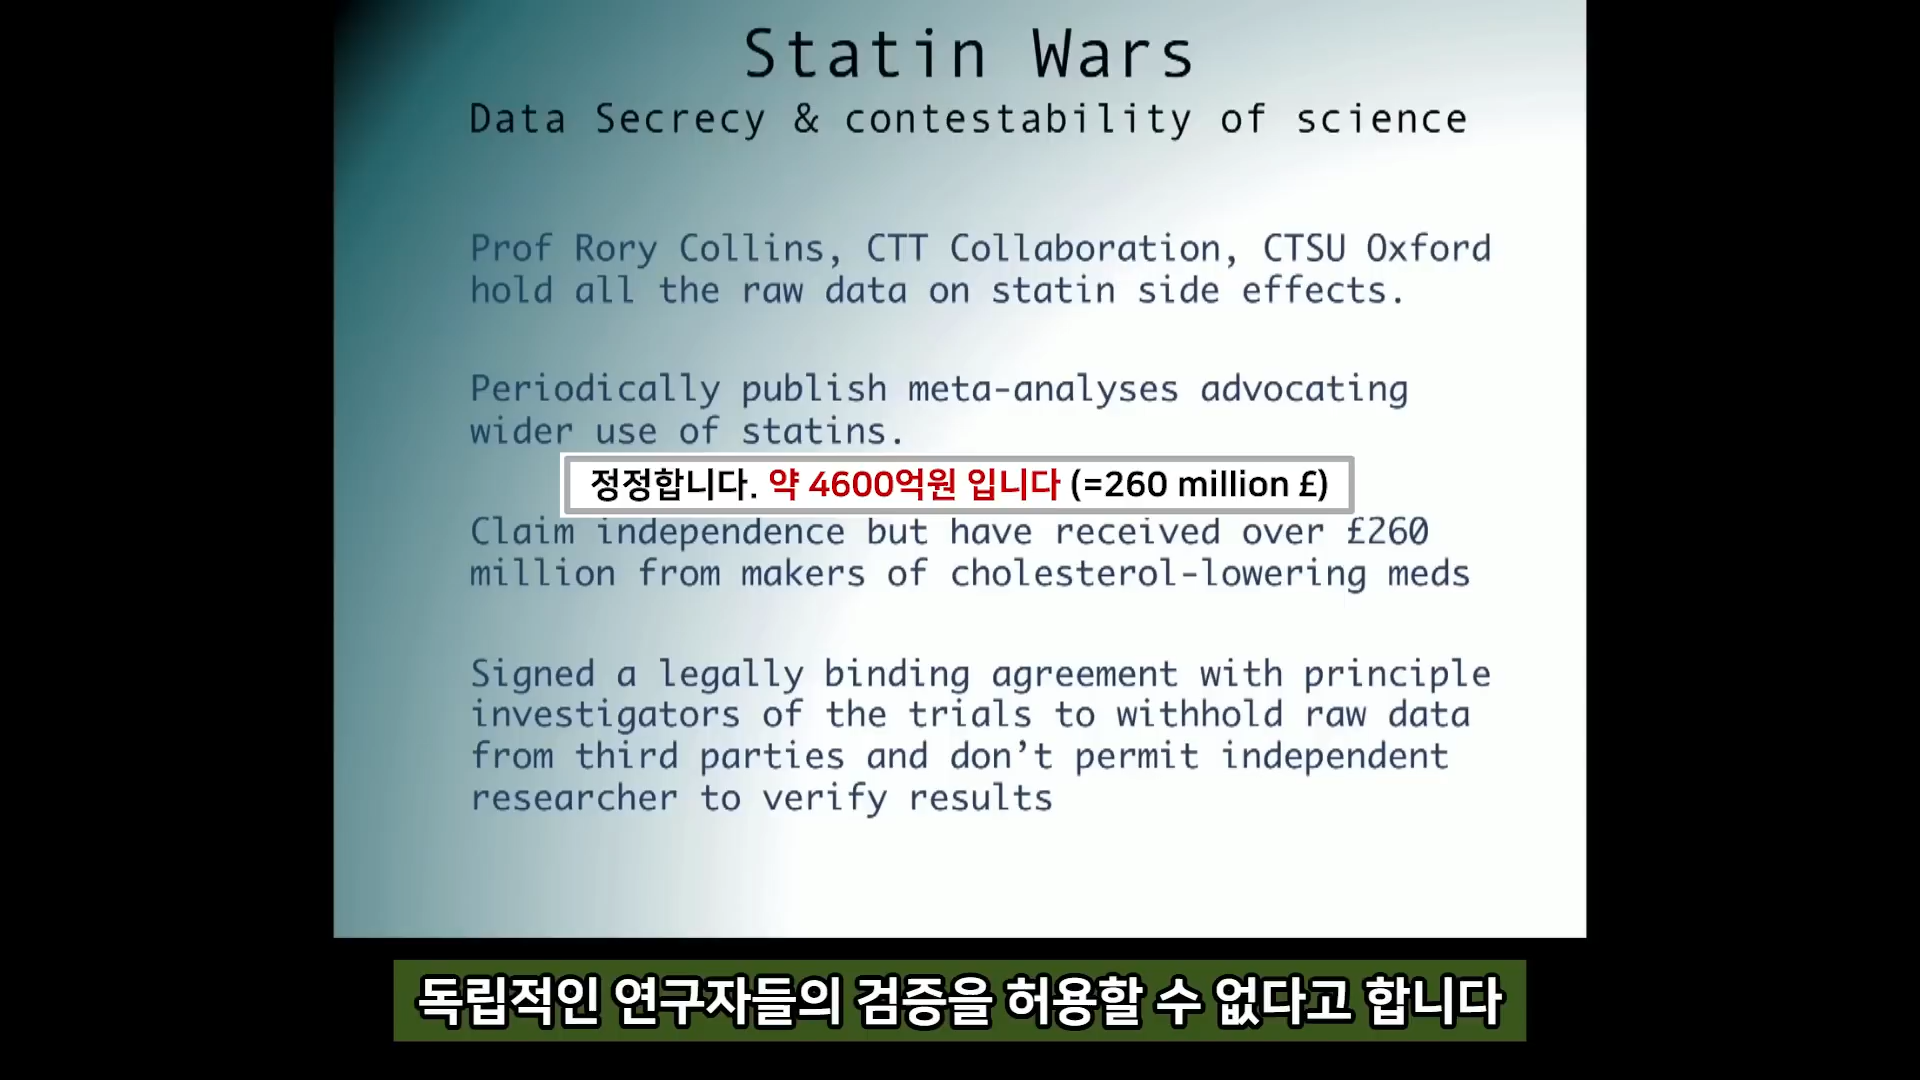 Statin Wars
Data Secrecy & contestability of science
Prof Rory Collins, CTT Collaboration, CTSU Oxford
hold all the raw data on statin side effects.
Periodically publish meta-analyses advocating
wider use of statins.
정정합니다. 약 4600억원 입니다 (=260 million £)
Claim independence but have received over £260
million from makers of cholesterol-lowering meds
Signed a legally binding agreement with principle
investigators of the trials to withhold raw data
from third parties and don't permit independent
researcher to verify results
독립적인 연구자들의 검증을 허용할 수 없다고 합니다